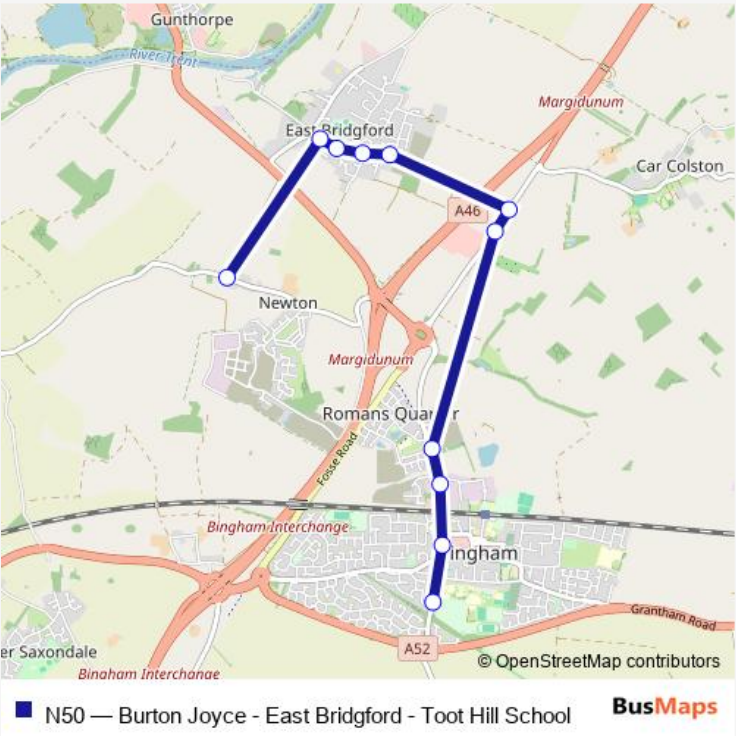 Gunthorpe
River Trent
Margidunum
East Bridgford
Car Colston
A46
Newton
Margidunum
Romans Quar r
Fosse Road
Bingham Interchange
ingham
Grantham Road
er Saxondale
A52
Bingham Interchange
© OpenStreetMap contributors
N50 — Burton Joyce - East Bridgford - Toot Hill School
BusMaps